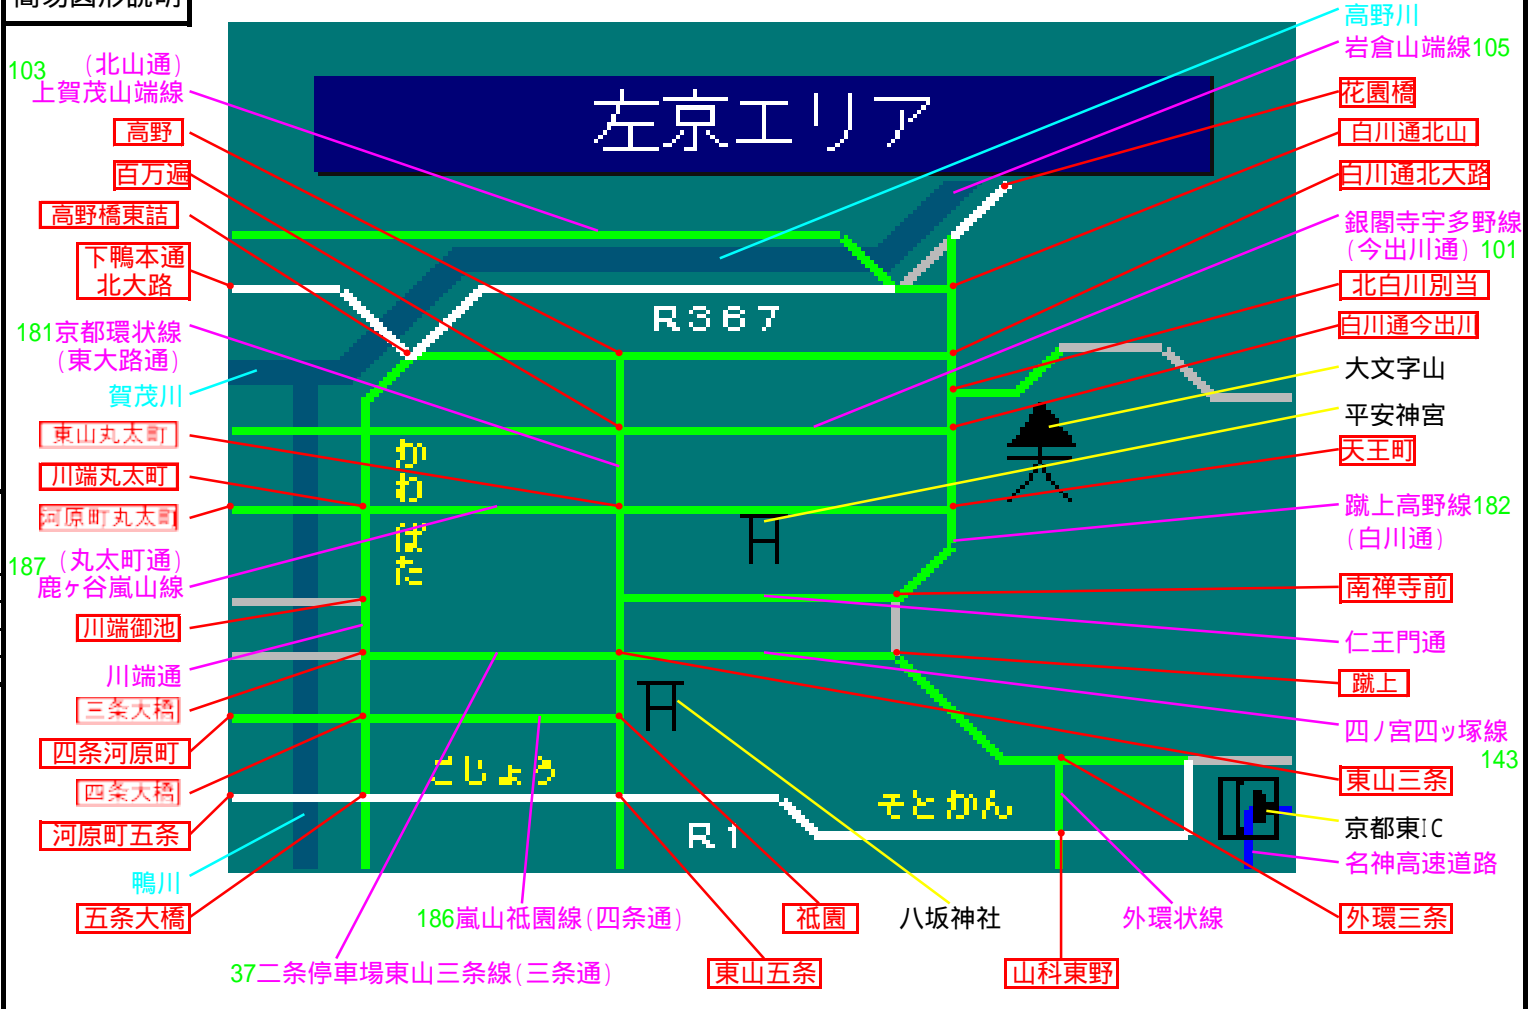 簡易図形説明
左京エリア
103
(北山通)
上賀茂山端線
高野
百万遍
高野橋東詰
下鴨本通
北大路
181京都環状線
(東大路通)
賀茂川
東山丸太町
川端丸太町
河原町丸太町
187
(丸太町通)
鹿ヶ谷嵐山線
川端御池
川端通
三条大橋
四条河原町
四条大橋
河原町五条
鴨川
五条大橋
R367
かわばた
ごじょう
R1
そとかん
高野川
岩倉山端線105
花園橋
白川通北山
白川通北大路
銀閣寺宇多野線
(今出川通)101
北白川別当
白川通今出川
大文字山
平安神宮
天王町
蹴上高野線182
(白川通)
南禅寺前
仁王門通
蹴上
四ノ宮四ッ塚線
143
東山三条
京都東IC
名神高速道路
外環三条
186嵐山祇園線(四条通)
祇園
八坂神社
外環状線
37二条停車場東山三条線(三条通)
東山五条
山科東野